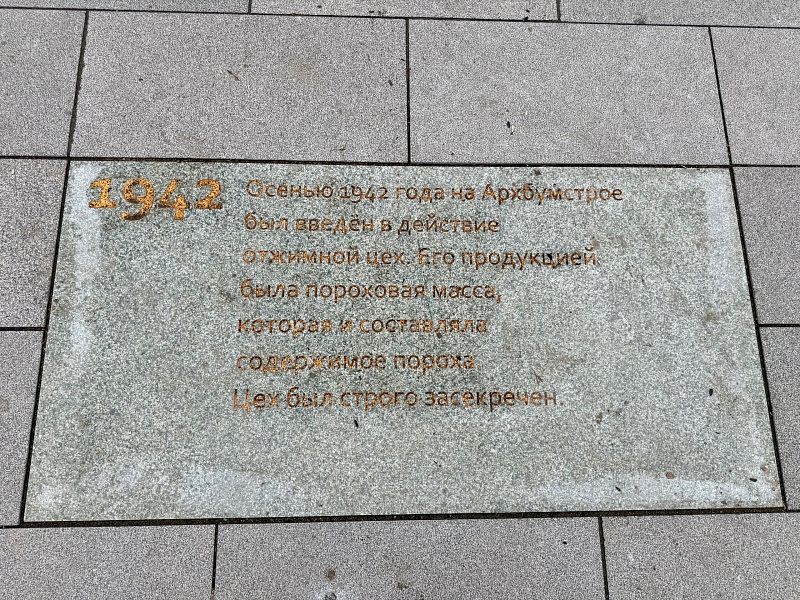 1942
Осенью 1942 года на Архбумстрое
был введён в действие
отжимной цех. Его продукцией
была пороховая масса,
которая и составляла
содержимое пороха
Цех был строго засекречен.